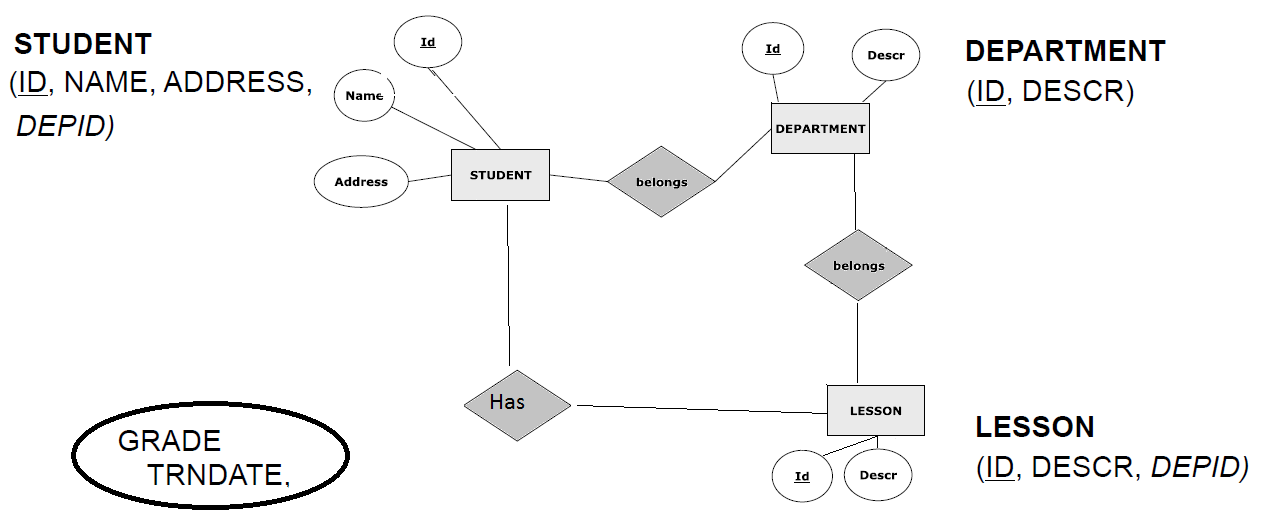 STUDENT
(ID, NAME, ADDRESS,
DEPID)
Id
Name
Address
STUDENT
belongs
Id
Descr
DEPARTMENT
DEPARTMENT
(ID, DESCR)
belongs
Has
GRADE
TRNDATE,
LESSON
Id
Descr
LESSON
(ID, DESCR, DEPID)